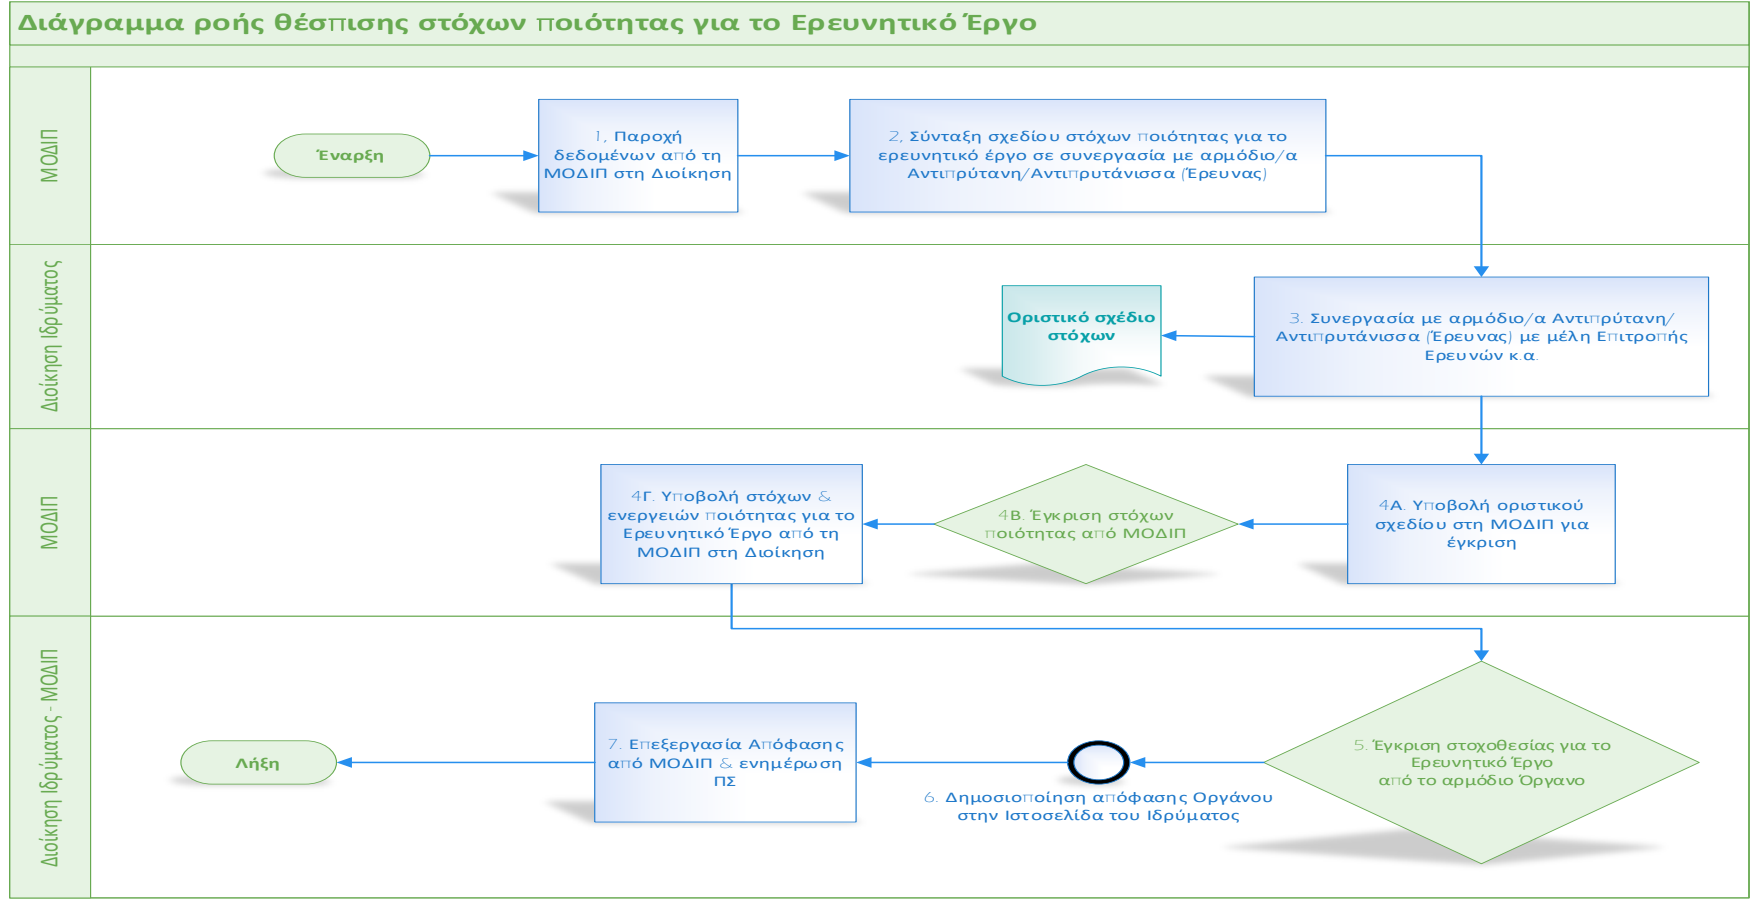 Διάγραμμα ροής θέσπισης στόχων ποιότητας για το Ερευνητικό Έργο
ΜΟΔΙΠ
Έναρξη
1, Παροχή
δεδομένων από τη
ΜΟΔΙΠ στη Διοίκηση
2, Σύνταξη σχεδίου στόχων ποιότητας για το
ερευνητικό έργο σε συνεργασία με αρμόδιο/α
Αντιπρύτανη/Αντιπρυτάνισσα (Έρευνας)
Διοίκηση Ιδρύματος
Οριστικό σχέδιο
στόχων
3. Συνεργασία με αρμόδιο/α Αντιπρύτανη/
Αντιπρυτάνισσα (Έρευνας) με μέλη Επιτροπής
Ερευνών κ.α.
ΜΟΔΙΠ
4Γ. Υποβολή στόχων &
ενεργειών ποιότητας για το
Ερευνητικό Έργο από τη
ΜΟΔΙΠ στη Διοίκηση
4Β. Έγκριση στόχων
ποιότητας από ΜΟΔΙΠ
4Α. Υποβολή οριστικού
σχεδίου στη ΜΟΔΙΠ για
έγκριση
Διοίκηση Ιδρύματος - ΜΟΔΙΠ
Λήξη
7. Επεξεργασία Απόφασης
από ΜΟΔΙΠ & ενημέρωση
ΠΣ
6. Δημοσιοποίηση απόφασης Οργάνου
στην Ιστοσελίδα του Ιδρύματος
5. Έγκριση στοχοθεσίας για το
Ερευνητικό Έργο
από το αρμόδιο Όργανο